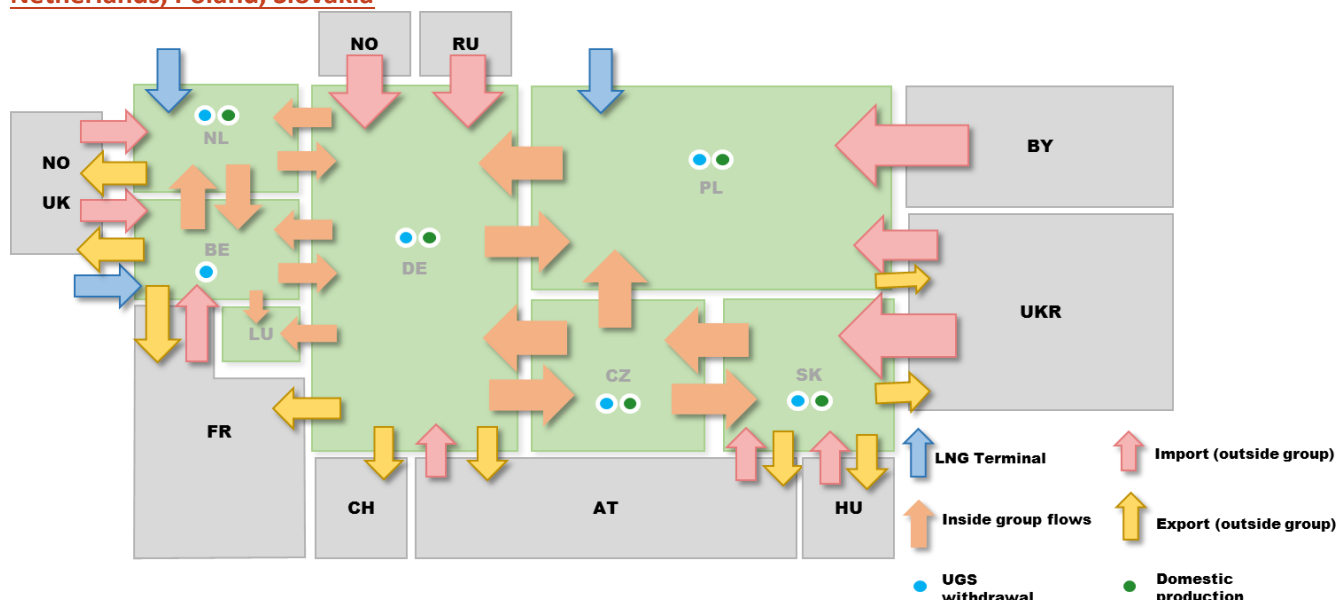 Netherlands, Poland, Slovakia
NO
RU
NL
NO
UK
BY
PL
BE
DE
UKR
LU
CZ
SK
FR
LNG Terminal
Import (outside group)
CH
AT
HU
Inside group flows
Export (outside group)
UGS
withdrawal
Domestic
production